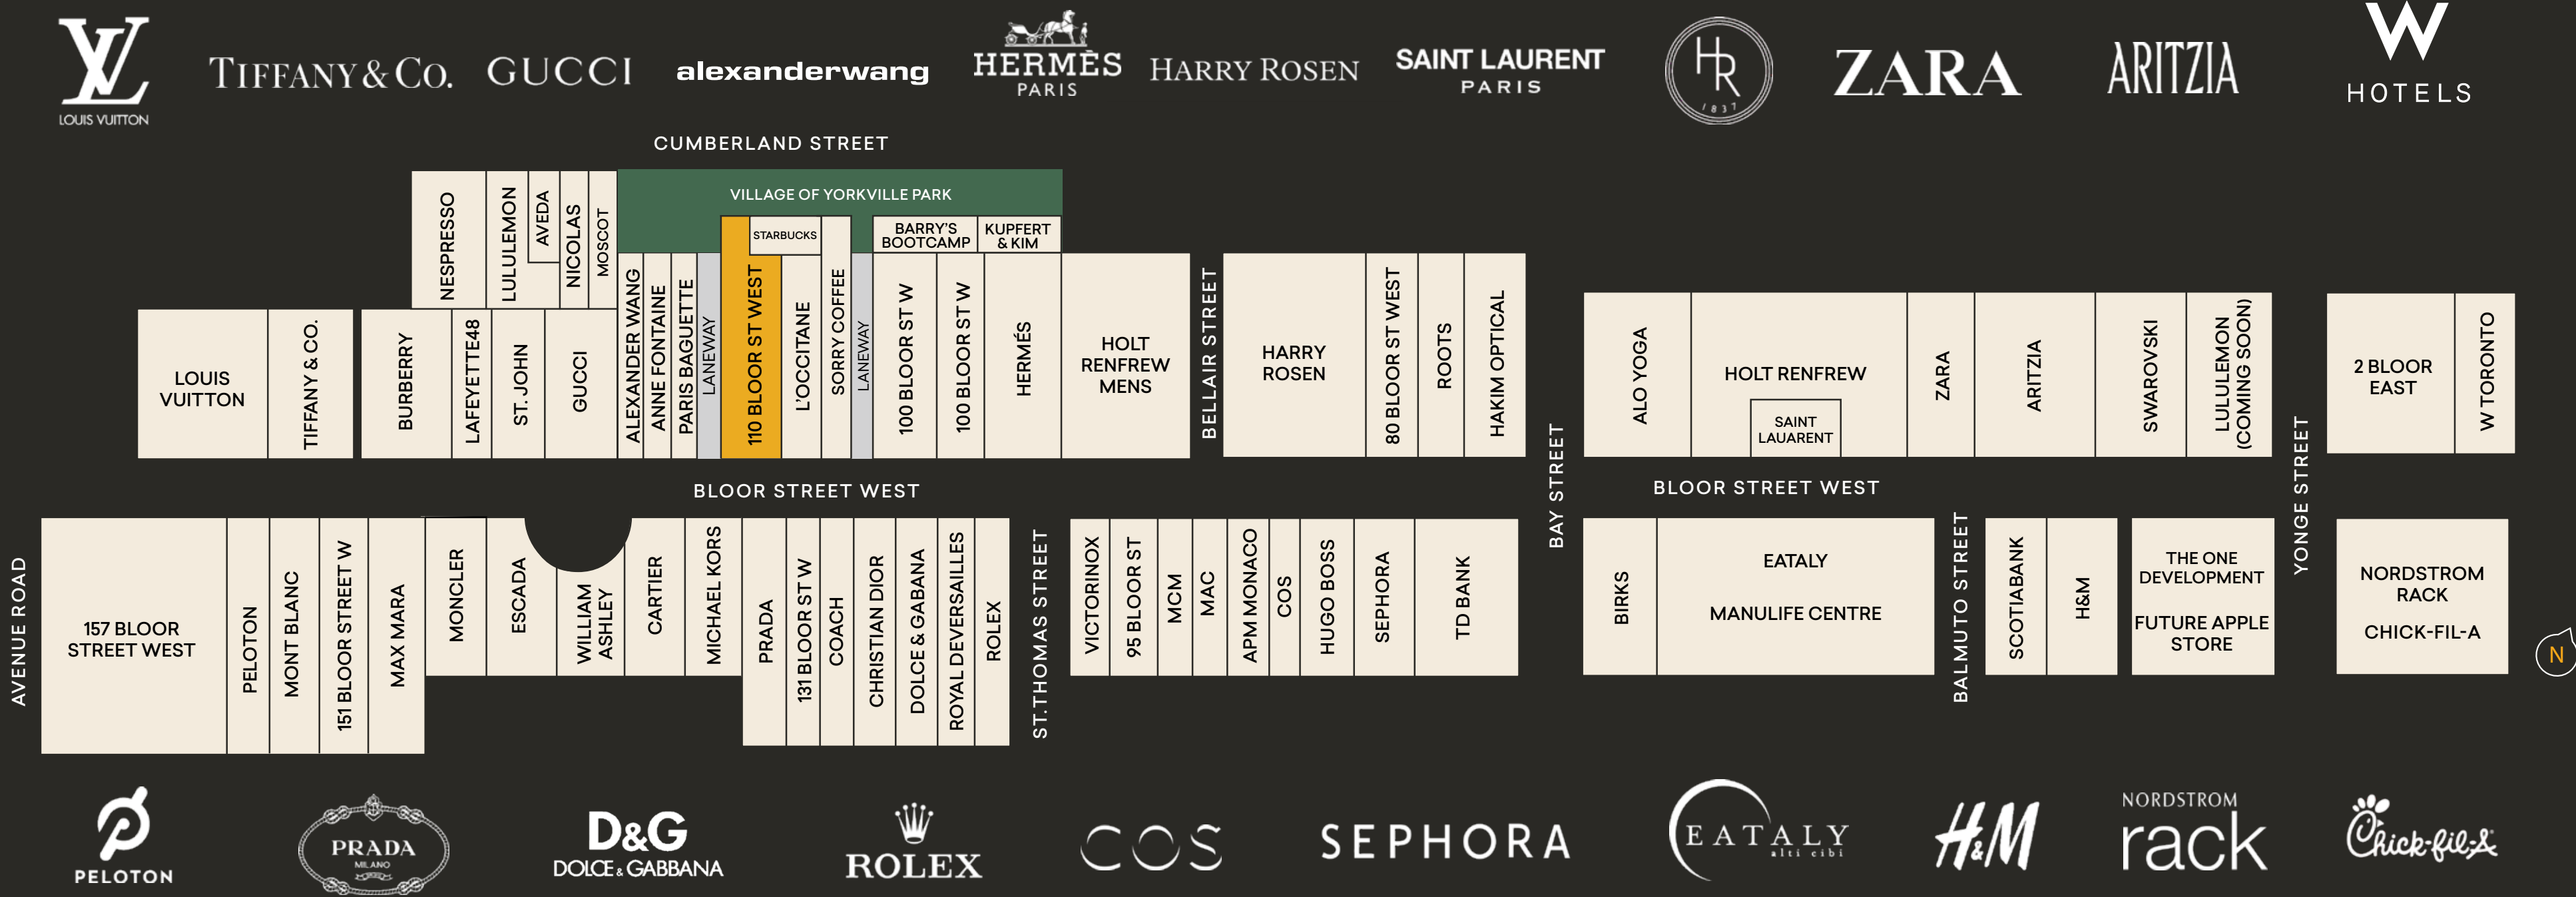 LV
LOUIS VUITTON
TIFFANY & CO.
GUCCI
alexanderwang
HERMÈS
PARIS
HARRY ROSEN
SAINT LAURENT
PARIS
HR
1837
ZARA
ARITZIA
W
HOTELS
CUMBERLAND STREET
NESPRESSO
LULULEMON
AVEDA
NICOLAS
MOSCOT
VILLAGE OF YORKVILLE PARK
STARBUCKS
BARRY'S
BOOTCAMP
KUPFERT
& KIM
LOUIS
VUITTON
TIFFANY & CO.
BURBERRY
LAFEYETTE48
ST. JOHN
GUCCI
ALEXANDER WANG
ANNE FONTAINE
PARIS BAGUETTE
LANEWAY
110 BLOOR ST WEST
L'OCCITANE
SORRY COFFEE
LANEWAY
100 BLOOR ST W
100 BLOOR ST W
HERMÉS
HOLT
RENFREW
MENS
BELLAIR STREET
HARRY
ROSEN
80 BLOOR ST WEST
ROOTS
HAKIM OPTICAL
BAY STREET
ALO YOGA
HOLT RENFREW
SAINT
LAUARENT
ZARA
ARITZIA
SWAROVSKI
LULULEMON
(COMING SOON)
YONGE STREET
2 BLOOR
EAST
W TORONTO
BLOOR STREET WEST
BLOOR STREET WEST
AVENUE ROAD
157 BLOOR
STREET WEST
PELOTON
MONT BLANC
151 BLOOR STREET W
MAX MARA
MONCLER
ESCADA
WILLIAM
ASHLEY
CARTIER
MICHAEL KORS
PRADA
131 BLOOR ST W
COACH
CHRISTIAN DIOR
DOLCE & GABANA
ROYAL DEVERSAILLES
ROLEX
ST.THOMAS STREET
VICTORINOX
95 BLOOR ST
MCM
MAC
APM MONACO
COS
HUGO BOSS
SEPHORA
TD BANK
BIRKS
EATALY
MANULIFE CENTRE
BALMUTO STREET
SCOTIABANK
H&M
THE ONE
DEVELOPMENT
FUTURE APPLE
STORE
NORDSTROM
RACK
CHICK-FIL-A
N
PELOTON
PRADA
MILANO
D&G
DOLCE & GABBANA
ROLEX
COS
SEPHORA
EATALY
alti cibi
H&M
NORDSTROM
rack
Chick-fil-A